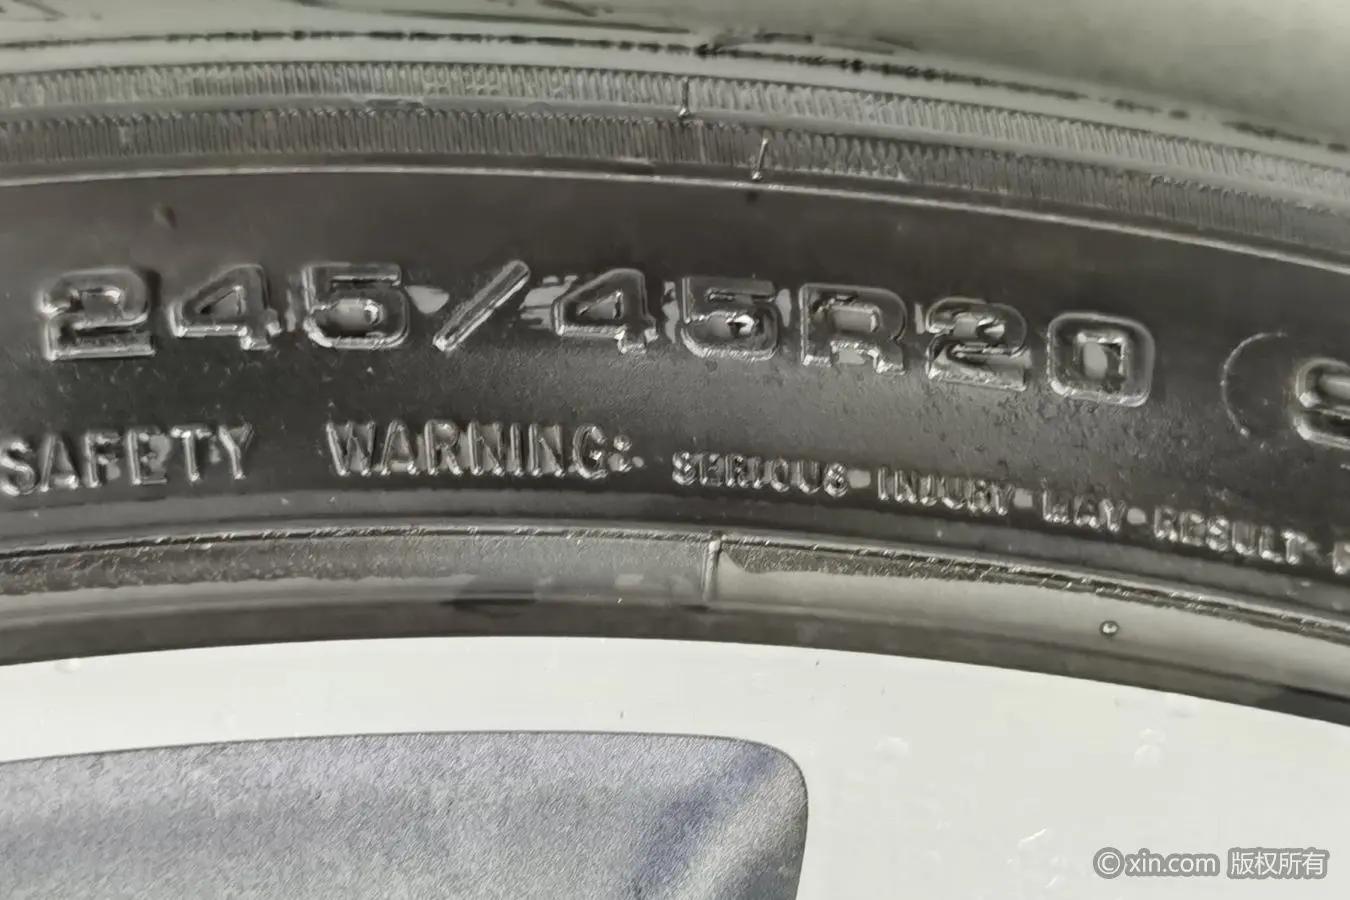 245/45R20
SAFETY WARNING: SERIOUS INJURY MAY RESULT
©xin.com 版权所有